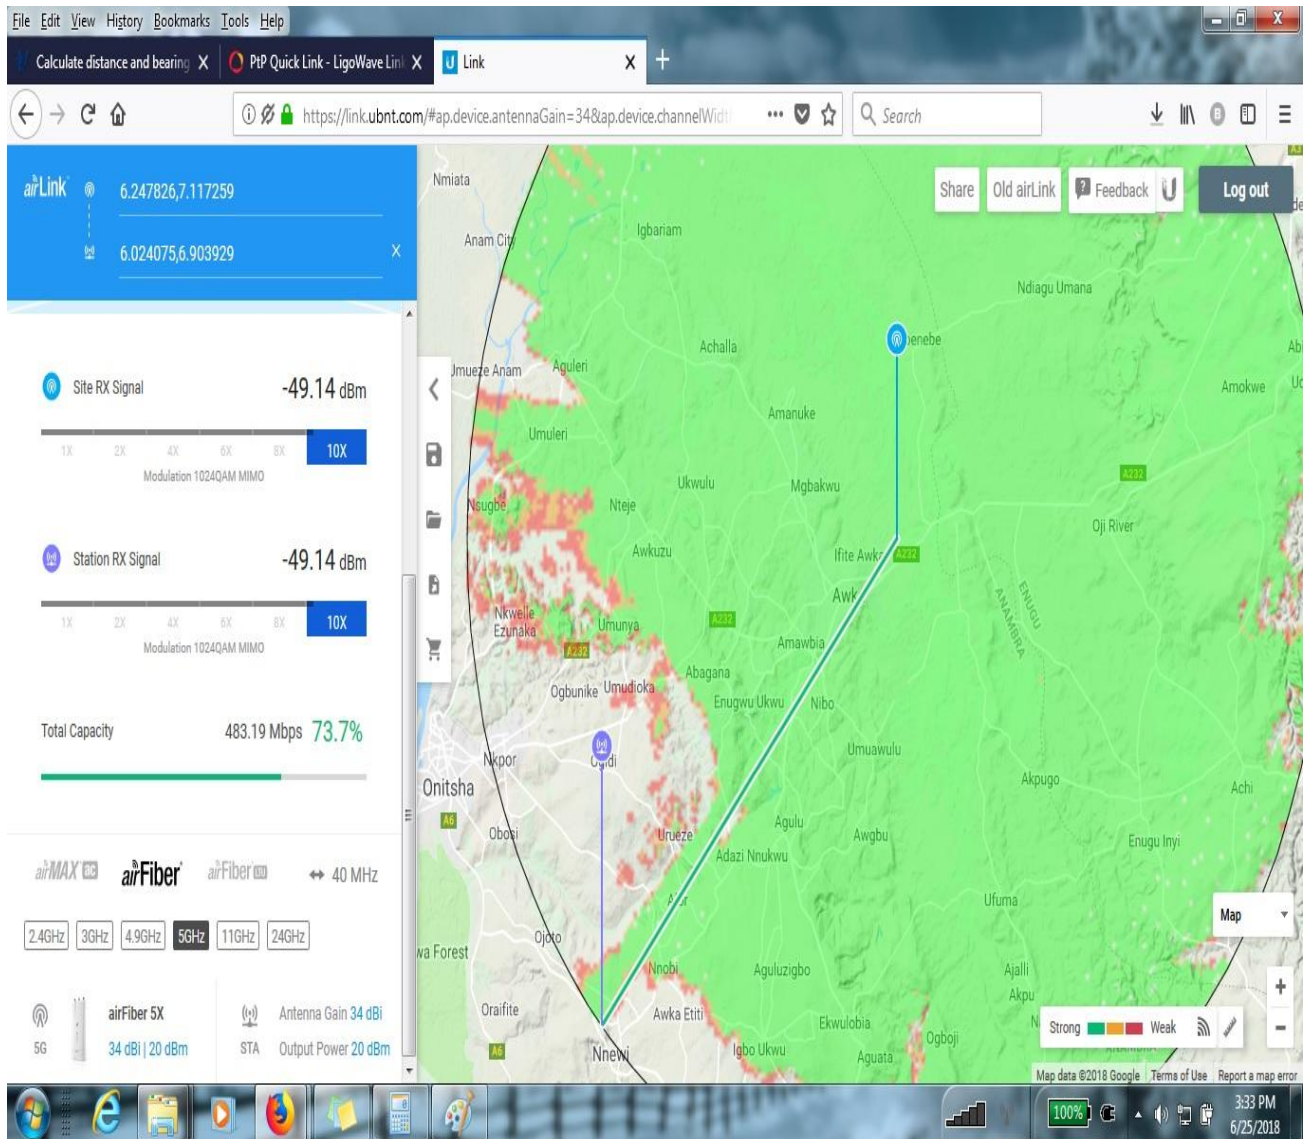 File Edit View History Bookmarks Tools Help
Calculate distance and bearing
PtP Quick Link - LigoWave Link
Link
https://link.ubnt.com/#ap.device.antennaGain=34&ap.device.channelWidt
Search
airLink
6.247826,7.117259
6.024075,6.903929
Site RX Signal -49.14 dBm
1X 2X 4X 6X 8X 10X
Modulation 1024QAM MIMO
Station RX Signal -49.14 dBm
1X 2X 4X 6X 8X 10X
Modulation 1024QAM MIMO
Total Capacity 483.19 Mbps 73.7%
airMAX AC airFiber airFiber 40 MHz
2.4GHz 3GHz 4.9GHz 5GHz 11GHz 24GHz
5G airFiber 5X 34 dBi | 20 dBm
STA Antenna Gain 34 dBi
Output Power 20 dBm
Share Old airLink Feedback Log out
Nmiata
Anam City
Igbariam
Ndiagu Umana
Achalla
enebe
Umueze Anam
Aguleri
Amokwe
Amanuke
Umuleri
Ukwulu
Mgbakwu
A232
Nsugbe
Nteje
Oji River
Awkuzu
Ifite Awka
A232
ENUGU
ANAMBRA
Awk
Nkwelle
Ezunaka
Umunya
A232
A232
Amawbia
Abagana
Ogbunike
Umudioka
Enugwu Ukwu
Nibo
Umuawulu
Nkpor
Ogidi
Onitsha
Akpugo
Achi
A6
Obosi
Urueze
Agulu
Awgbu
Enugu Inyi
Adazi Nnukwu
Ufuma
Map
Ojoto
wa Forest
Nnobi
Aguluzigbo
Ajalli
Akpu
Oraifite
Awka Etiti
Ekwulobia
Ogboji
Strong Weak
A6
Nnewi
Igbo Ukwu
Aguata
Map data ©2018 Google Terms of Use Report a map error
100%
3:33 PM
6/25/2018